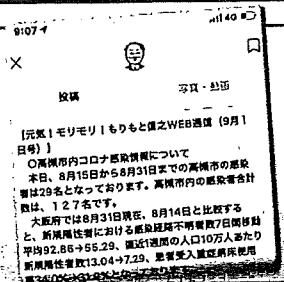 9:07
4G
投稿
写真・動画
【元気！モリモリ！もりもと信之WEB通信（9月1
日号）】
〇高槻市内コロナ感染情報について
本日、8月15日から8月31日までの高槻市の感染
者は29名となっております。高槻市内の感染者合計
数は、127名です。
大阪府では8月31日現在、8月14日と比較する
と、新規陽性者における感染経路不明者数7日間移動
平均92.86→55.29、直近1週間の人口10万人あたり
新規陽性者数13.04→7.29、患者受入重症病床使用